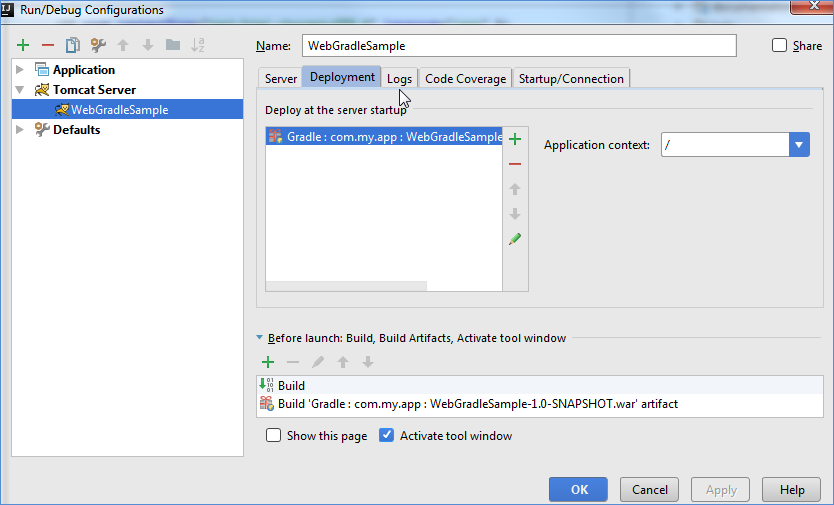 Run/Debug Configurations
Name: WebGradleSample Share
Application
Tomcat Server
WebGradleSample
Defaults
Server Deployment Logs Code Coverage Startup/Connection
Deploy at the server startup
Gradle : com.my.app : WebGradleSample
Application context: /
Before launch: Build, Build Artifacts, Activate tool window
Build
Build 'Gradle : com.my.app : WebGradleSample-1.0-SNAPSHOT.war' artifact
Show this page Activate tool window
OK Cancel Apply Help